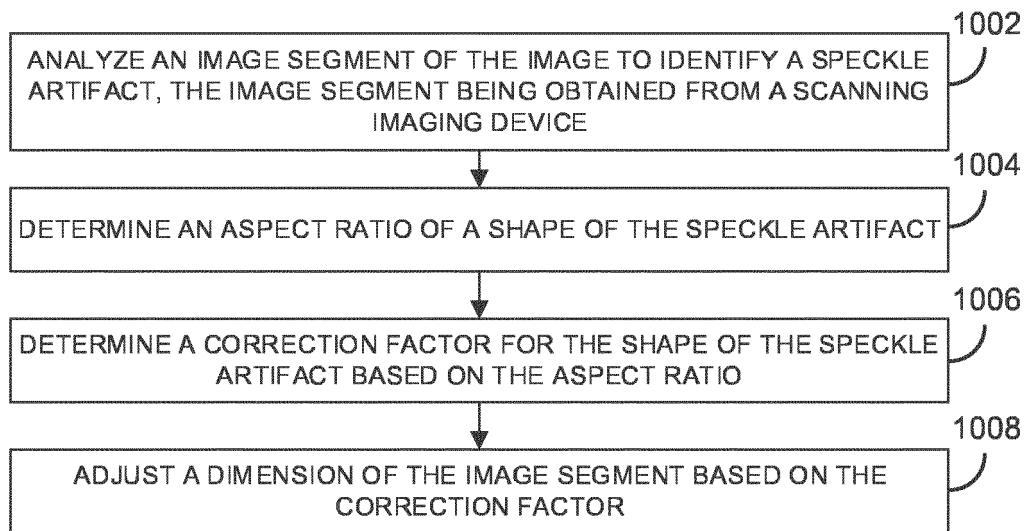 1002
ANALYZE AN IMAGE SEGMENT OF THE IMAGE TO IDENTIFY A SPECKLE
ARTIFACT, THE IMAGE SEGMENT BEING OBTAINED FROM A SCANNING
IMAGING DEVICE
1004
DETERMINE AN ASPECT RATIO OF A SHAPE OF THE SPECKLE ARTIFACT
1006
DETERMINE A CORRECTION FACTOR FOR THE SHAPE OF THE SPECKLE
ARTIFACT BASED ON THE ASPECT RATIO
1008
ADJUST A DIMENSION OF THE IMAGE SEGMENT BASED ON THE
CORRECTION FACTOR